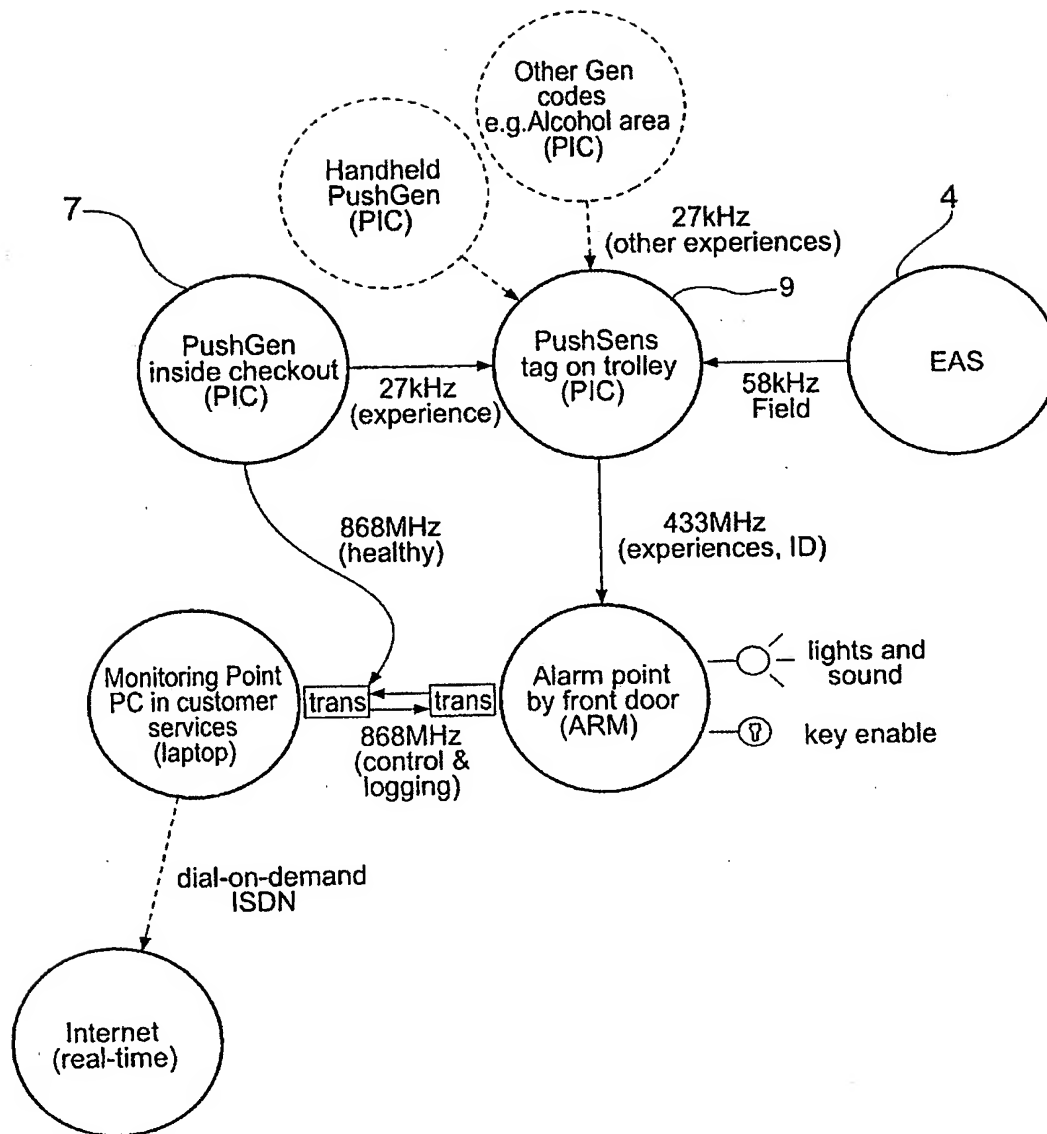 Other Gen
codes
e.g.Alcohol area
(PIC)
Handheld
PushGen
(PIC)
7
27kHz
(other experiences)
4
9
PushGen
inside checkout
(PIC)
27kHz
(experience)
PushSens
tag on trolley
(PIC)
58kHz
Field
EAS
868MHz
(healthy)
433MHz
(experiences, ID)
Monitoring Point
PC in customer
services
(laptop)
trans
trans
868MHz
(control &
logging)
Alarm point
by front door
(ARM)
lights and
sound
key enable
dial-on-demand
ISDN
Internet
(real-time)